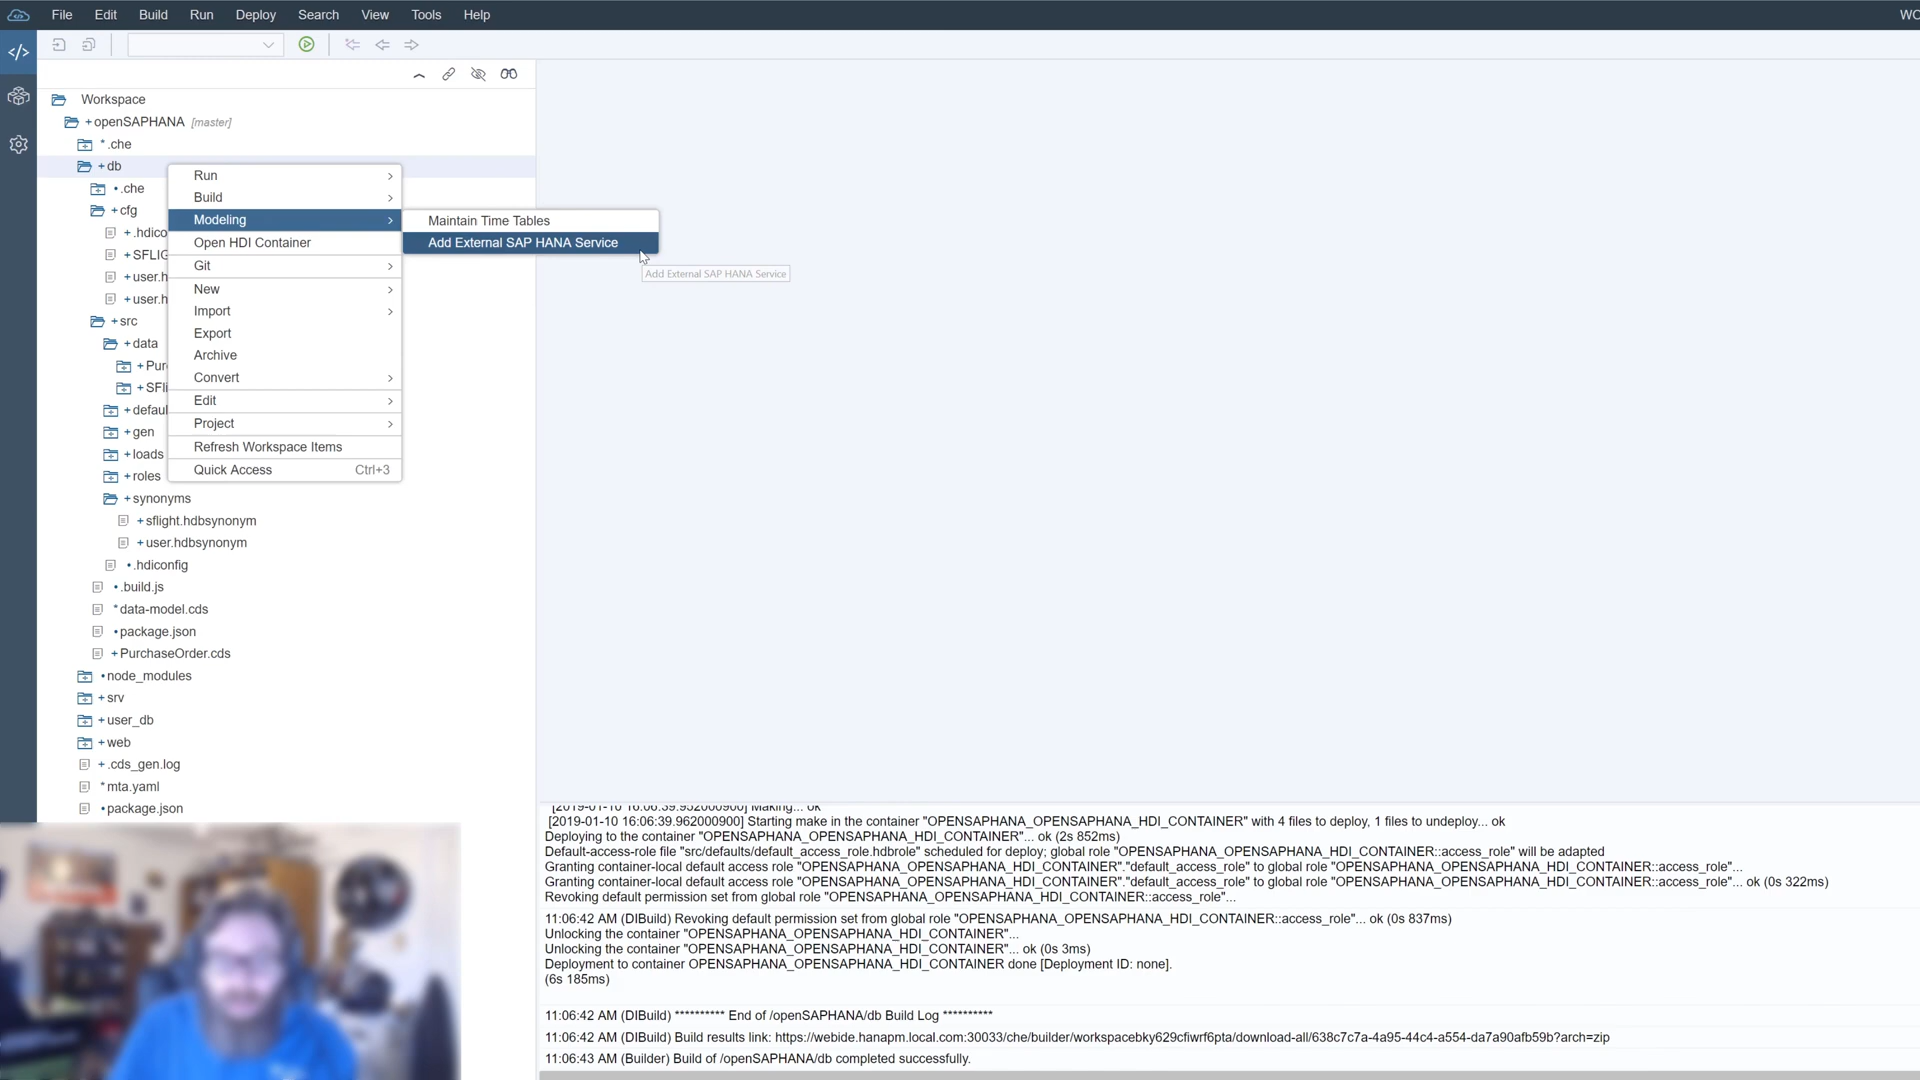 File Edit Build Run Deploy Search View Tools Help
Workspace
+openSAPHANA [master]
*.che
+db
•.che
+cfg
+.hdico
+SFLIG
+user.h
+user.h
+src
+data
+Pur
+SFli
+defaul
+gen
+loads
+roles
+synonyms
+sflight.hdbsynonym
+user.hdbsynonym
•.hdiconfig
•.build.js
*data-model.cds
•package.json
+PurchaseOrder.cds
•node_modules
+srv
+user_db
+web
+.cds_gen.log
*mta.yaml
•package.json
Run
Build
Modeling
Open HDI Container
Git
New
Import
Export
Archive
Convert
Edit
Project
Refresh Workspace Items
Quick Access Ctrl+3
Maintain Time Tables
Add External SAP HANA Service
Add External SAP HANA Service
[2019-01-10 16:06:39.952000900] Making... ok
[2019-01-10 16:06:39.962000900] Starting make in the container "OPENSAPHANA_OPENSAPHANA_HDI_CONTAINER" with 4 files to deploy, 1 files to undeploy... ok
Deploying to the container "OPENSAPHANA_OPENSAPHANA_HDI_CONTAINER"... ok (2s 852ms)
Default-access-role file "src/defaults/default_access_role.hdbrole" scheduled for deploy; global role "OPENSAPHANA_OPENSAPHANA_HDI_CONTAINER::access_role" will be adapted
Granting container-local default access role "OPENSAPHANA_OPENSAPHANA_HDI_CONTAINER"."default_access_role" to global role "OPENSAPHANA_OPENSAPHANA_HDI_CONTAINER::access_role"...
Granting container-local default access role "OPENSAPHANA_OPENSAPHANA_HDI_CONTAINER"."default_access_role" to global role "OPENSAPHANA_OPENSAPHANA_HDI_CONTAINER::access_role"... ok (0s 322ms)
Revoking default permission set from global role "OPENSAPHANA_OPENSAPHANA_HDI_CONTAINER::access_role"...
11:06:42 AM (DIBuild) Revoking default permission set from global role "OPENSAPHANA_OPENSAPHANA_HDI_CONTAINER::access_role"... ok (0s 837ms)
Unlocking the container "OPENSAPHANA_OPENSAPHANA_HDI_CONTAINER"...
Unlocking the container "OPENSAPHANA_OPENSAPHANA_HDI_CONTAINER"... ok (0s 3ms)
Deployment to container OPENSAPHANA_OPENSAPHANA_HDI_CONTAINER done [Deployment ID: none].
(6s 185ms)
11:06:42 AM (DIBuild) ********** End of /openSAPHANA/db Build Log **********
11:06:42 AM (DIBuild) Build results link: https://webide.hanapm.local.com:30033/che/builder/workspacebky629cfiwrf6pta/download-all/638c7c7a-4a95-44c4-a554-da7a90afb59b?arch=zip
11:06:43 AM (Builder) Build of /openSAPHANA/db completed successfully.